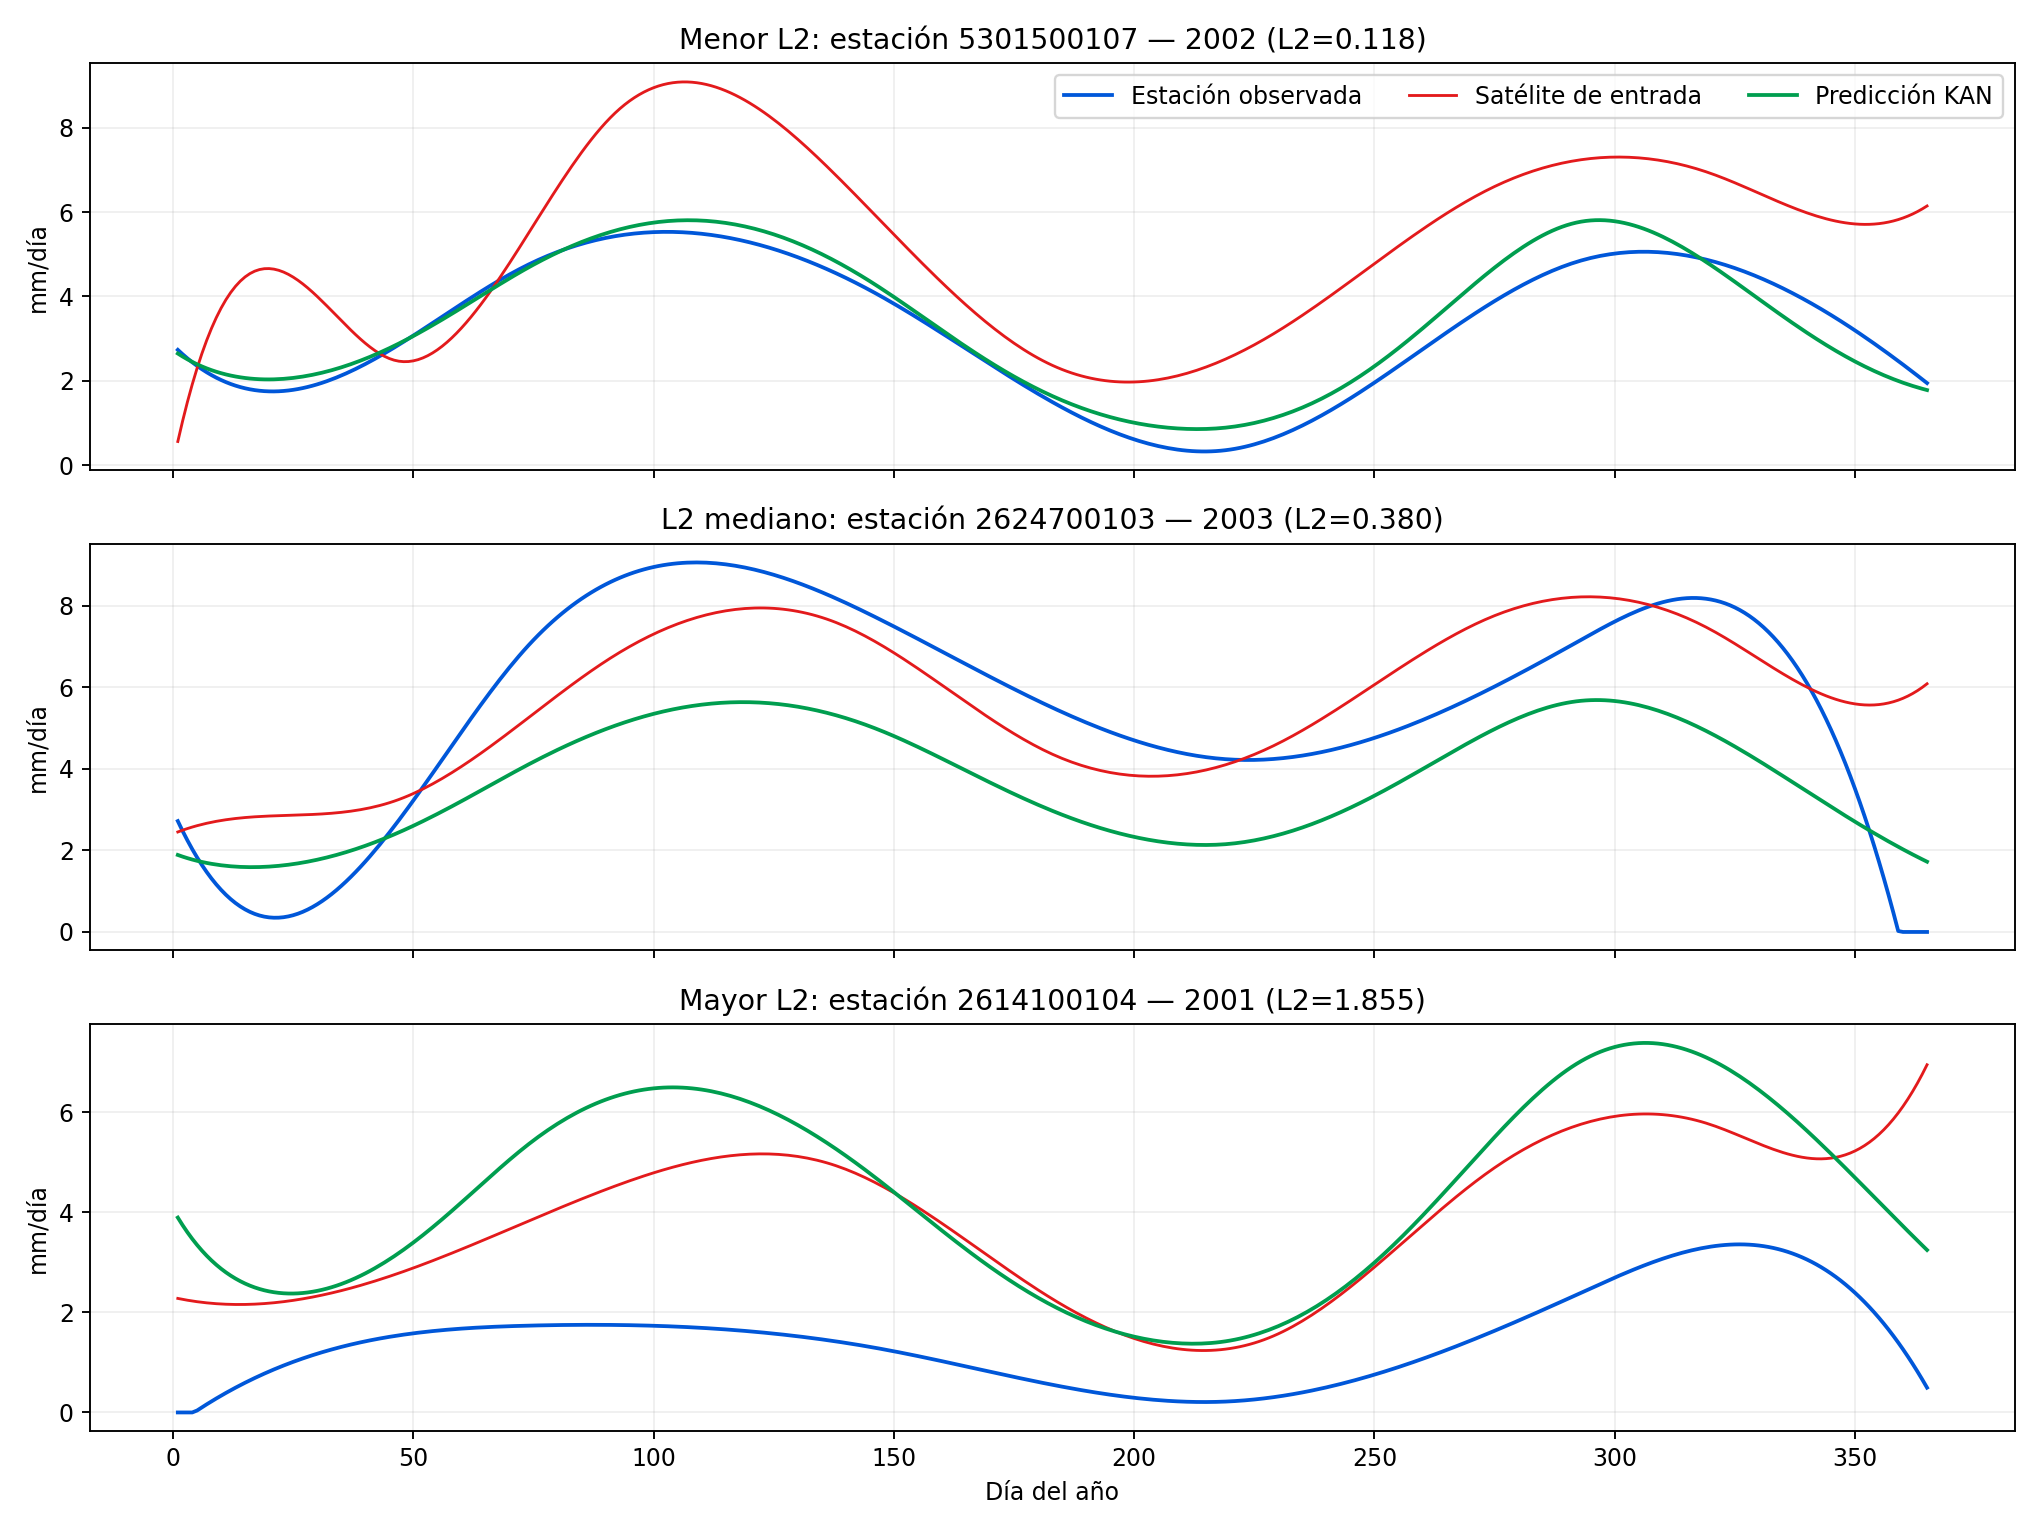 Menor L2: estación 5301500107 — 2002 (L2=0.118)
Estación observada
Satélite de entrada
Predicción KAN
mm/día
8
6
4
2
0
L2 mediano: estación 2624700103 — 2003 (L2=0.380)
mm/día
8
6
4
2
0
Mayor L2: estación 2614100104 — 2001 (L2=1.855)
mm/día
6
4
2
0
0 50 100 150 200 250 300 350
Día del año